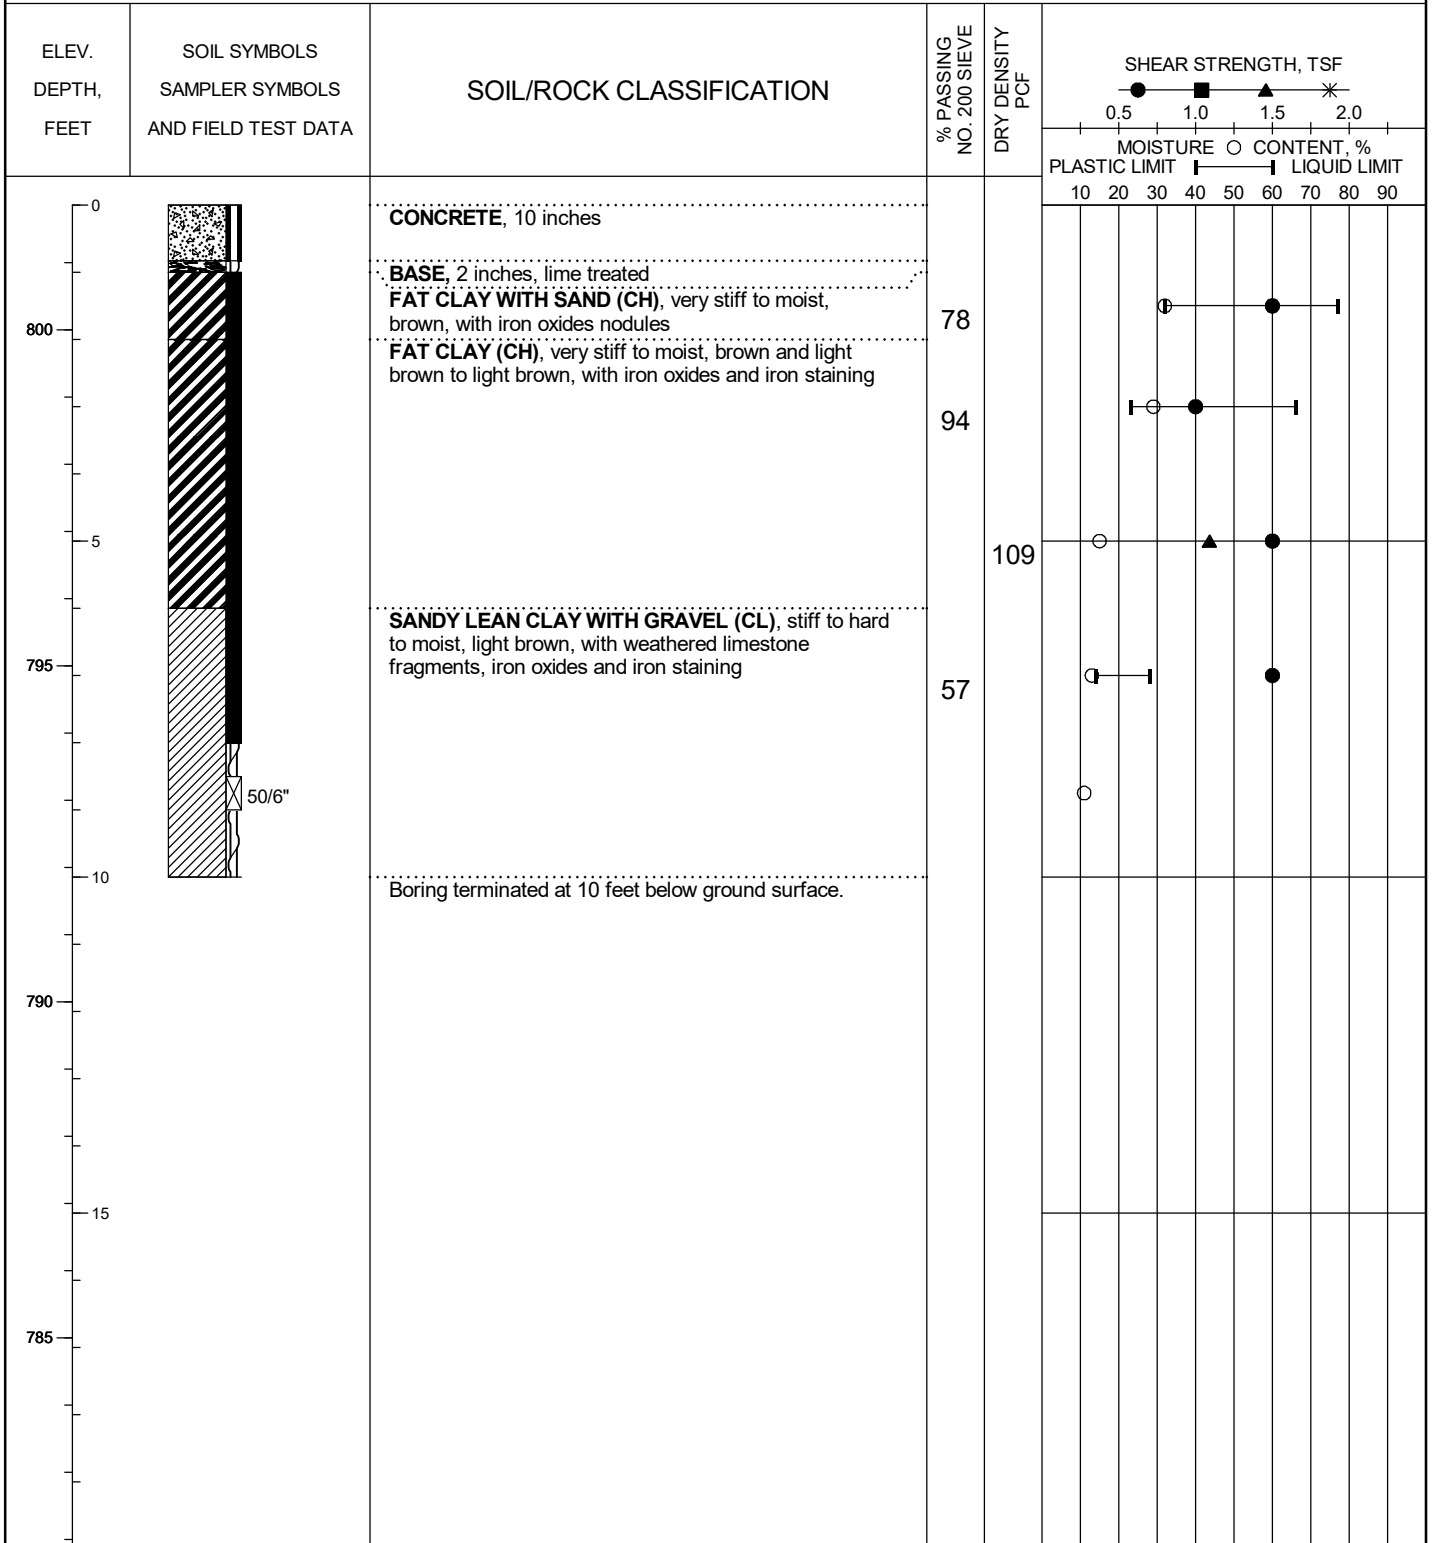 ELEV.
DEPTH,
FEET
SOIL SYMBOLS
SAMPLER SYMBOLS
AND FIELD TEST DATA
SOIL/ROCK CLASSIFICATION
% PASSING
NO. 200 SIEVE
DRY DENSITY
PCF
SHEAR STRENGTH, TSF
0.5 1.0 1.5 2.0
MOISTURE CONTENT, %
PLASTIC LIMIT LIQUID LIMIT
10 20 30 40 50 60 70 80 90
0
CONCRETE, 10 inches
BASE, 2 inches, lime treated
FAT CLAY WITH SAND (CH), very stiff to moist,
brown, with iron oxides nodules
78
800
FAT CLAY (CH), very stiff to moist, brown and light
brown to light brown, with iron oxides and iron staining
94
5
109
SANDY LEAN CLAY WITH GRAVEL (CL), stiff to hard
to moist, light brown, with weathered limestone
fragments, iron oxides and iron staining
795
57
50/6"
10
Boring terminated at 10 feet below ground surface.
790
15
785